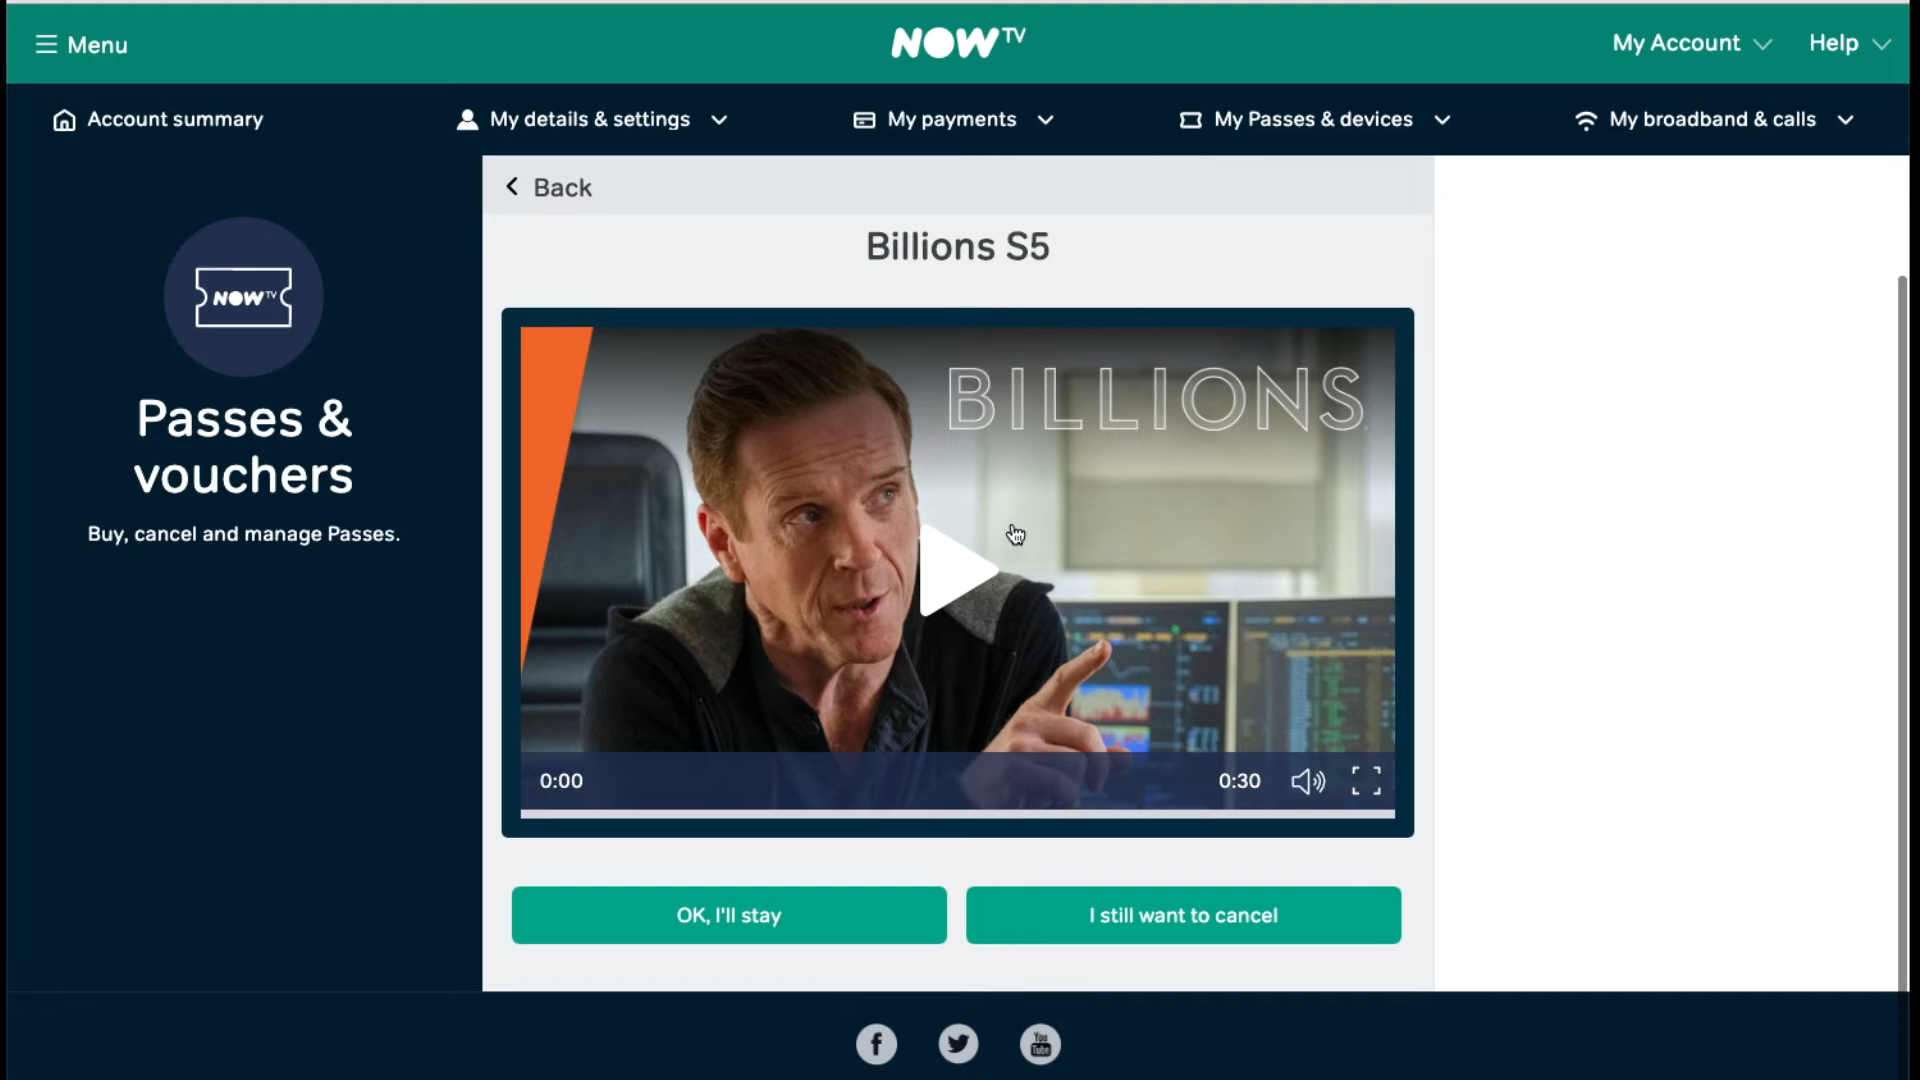 Menu
NOW TV
My Account
Help
Account summary
My details & settings
My payments
My Passes & devices
My broadband & calls
Back
NOW TV
Passes &
vouchers
Buy, cancel and manage Passes.
Billions S5
BILLIONS
0:00
0:30
OK, I'll stay
I still want to cancel
You
Tube